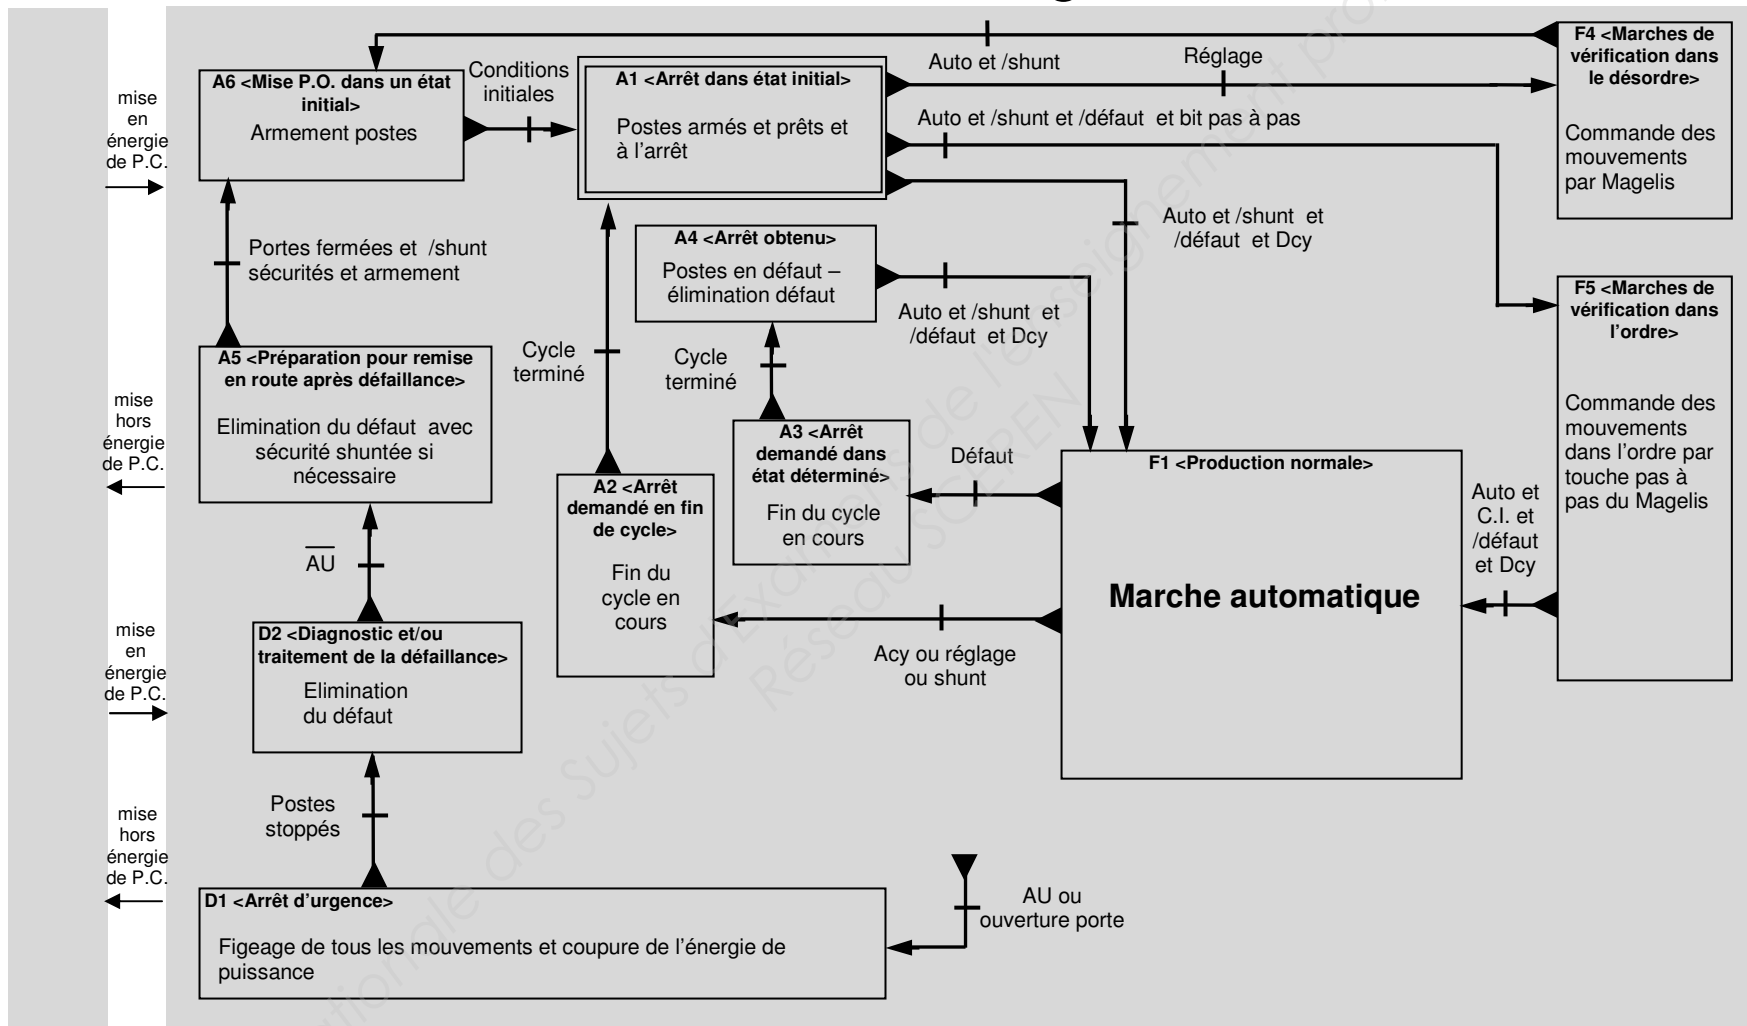 mise
en
énergie
de P.C.
mise
hors
énergie
de P.C.
mise
en
énergie
de P.C.
mise
hors
énergie
de P.C.
A6 <Mise P.O. dans un état
initial>
Armement postes
Conditions
initiales
A1 <Arrêt dans état initial>
Postes armés et prêts et
à l'arrêt
Auto et /shunt
Réglage
Auto et /shunt et /défaut et bit pas à pas
F4 <Marches de
vérification dans
le désordre>
Commande des
mouvements
par Magelis
Portes fermées et /shunt
sécurités et armement
A4 <Arrêt obtenu>
Postes en défaut –
élimination défaut
Auto et /shunt et
/défaut et Dcy
Auto et /shunt et
/défaut et Dcy
F5 <Marches de
vérification dans
l'ordre>
Commande des
mouvements
dans l'ordre par
touche pas à
pas du Magelis
A5 <Préparation pour remise
en route après défaillance>
Elimination du défaut avec
sécurité shuntée si
nécessaire
Cycle
terminé
Cycle
terminé
A3 <Arrêt
demandé dans
état déterminé>
Fin du cycle
en cours
Défaut
A2 <Arrêt
demandé en fin
de cycle>
Fin du
cycle en
cours
F1 <Production normale>
Marche automatique
Auto et
C.I. et
/défaut
et Dcy
AU
Acy ou réglage
ou shunt
D2 <Diagnostic et/ou
traitement de la défaillance>
Elimination
du défaut
Postes
stoppés
D1 <Arrêt d'urgence>
Figeage de tous les mouvements et coupure de l'énergie de
puissance
AU ou
ouverture porte
ationale des Sujets d'Examens de l'enseignement pro
Réseau SCEREN